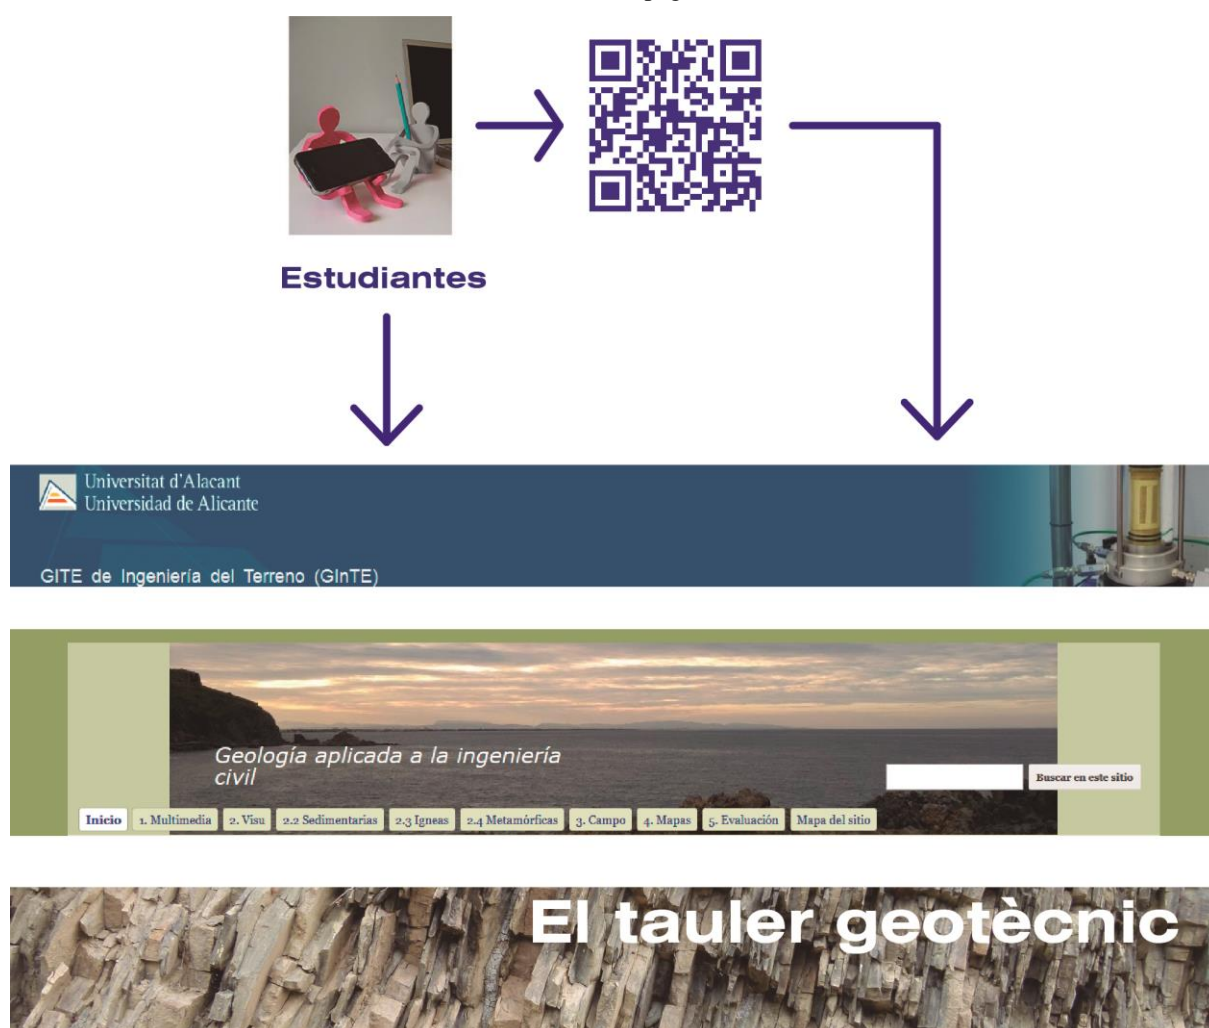 Estudiantes
Universitat d'Alacant
Universidad de Alicante
GITE de Ingeniería del Terreno (GInTE)
Geología aplicada a la ingeniería
civil
Buscar en este sitio
Inicio 1. Multimedia 2. Visu 2.2 Sedimentarias 2.3 Igneas 2.4 Metamórficas 3. Campo 4. Mapas 5. Evaluación Mapa del sitio
El tauler geotècnic